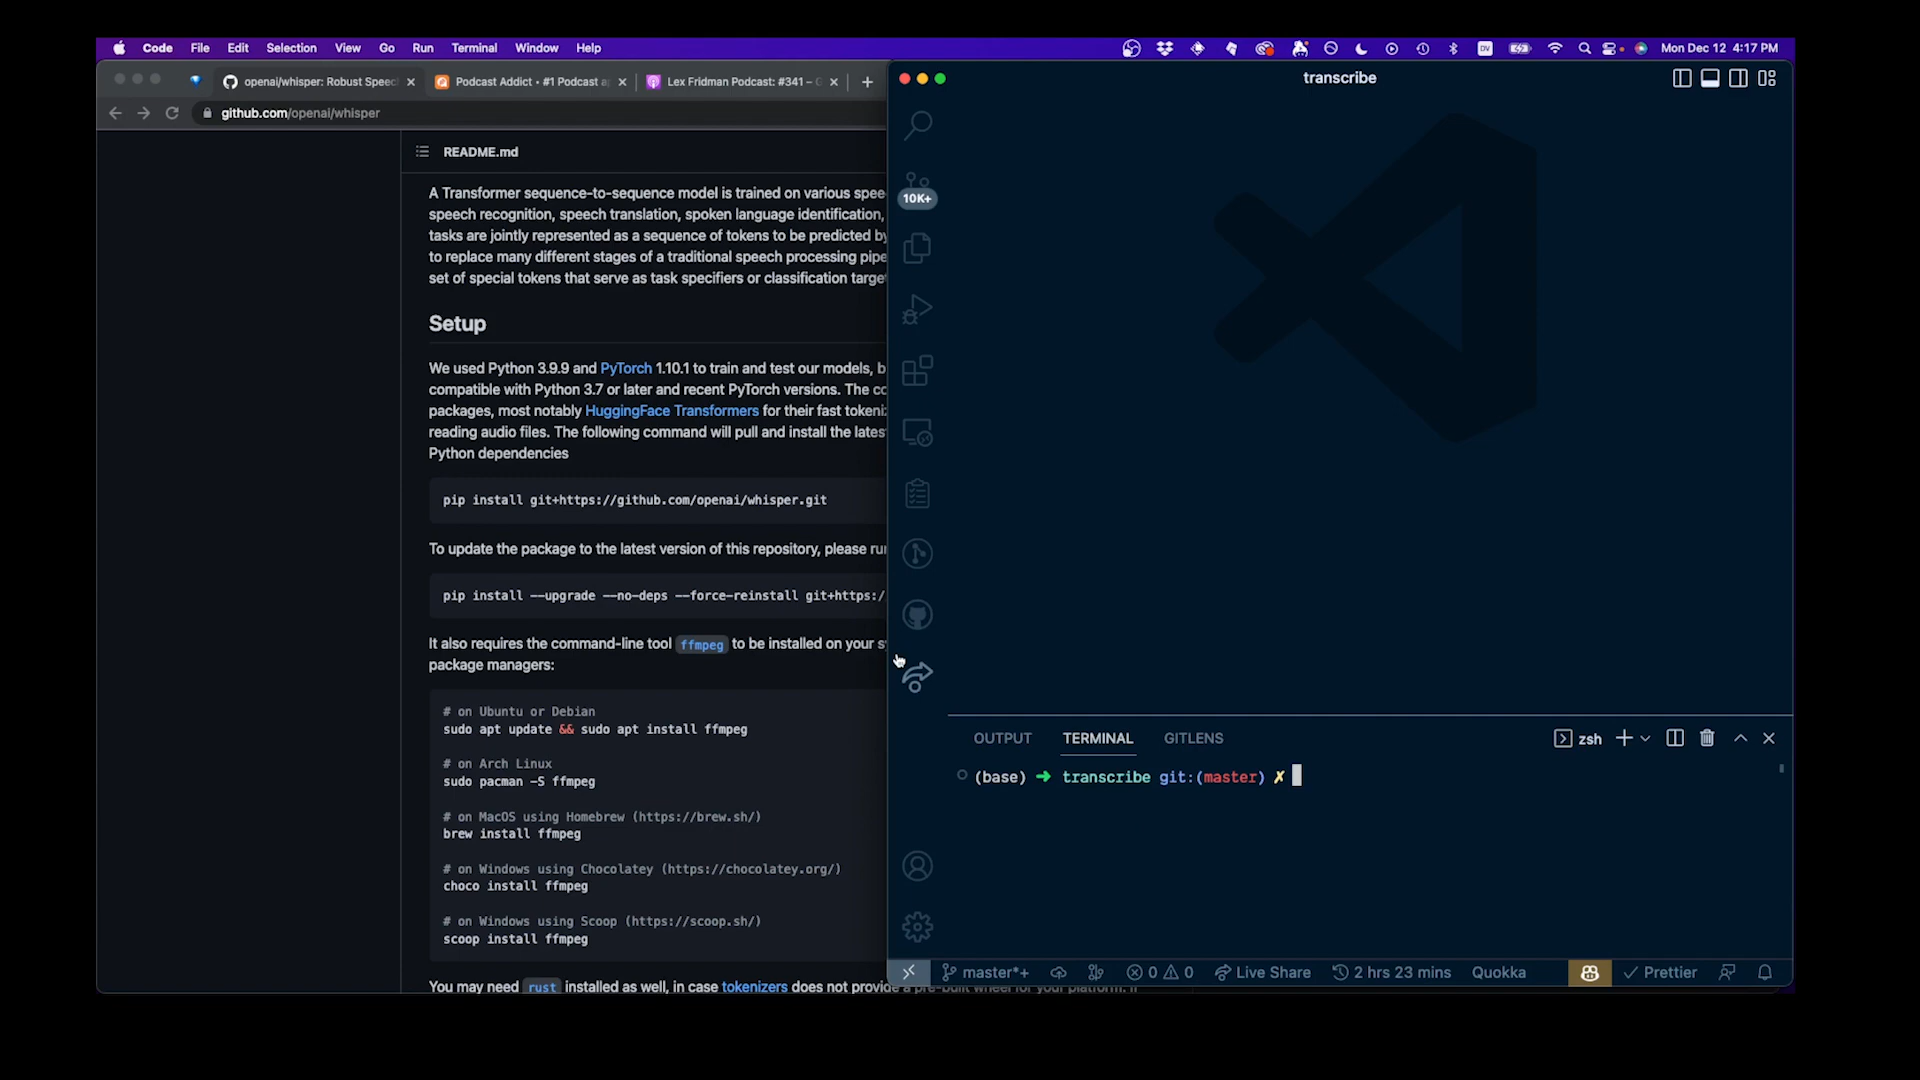 Code File Edit Selection View Go Run Terminal Window Help
Mon Dec 12 4:17 PM
openai/whisper: Robust Speec
Podcast Addict • #1 Podcast a
Lex Fridman Podcast: #341 –
github.com/openai/whisper
README.md
A Transformer sequence-to-sequence model is trained on various spee
speech recognition, speech translation, spoken language identification,
tasks are jointly represented as a sequence of tokens to be predicted by
to replace many different stages of a traditional speech processing pipe
set of special tokens that serve as task specifiers or classification targe
Setup
We used Python 3.9.9 and PyTorch 1.10.1 to train and test our models, b
compatible with Python 3.7 or later and recent PyTorch versions. The co
packages, most notably HuggingFace Transformers for their fast tokeni
reading audio files. The following command will pull and install the lates
Python dependencies
pip install git+https://github.com/openai/whisper.git
To update the package to the latest version of this repository, please run
pip install --upgrade --no-deps --force-reinstall git+https:/
It also requires the command-line tool ffmpeg to be installed on your sy
package managers:
# on Ubuntu or Debian
sudo apt update && sudo apt install ffmpeg
# on Arch Linux
sudo pacman -S ffmpeg
# on MacOS using Homebrew (https://brew.sh/)
brew install ffmpeg
# on Windows using Chocolatey (https://chocolatey.org/)
choco install ffmpeg
# on Windows using Scoop (https://scoop.sh/)
scoop install ffmpeg
You may need rust installed as well, in case tokenizers does not provide a pre-built wheel for your platform. If
transcribe
10K+
OUTPUT TERMINAL GITLENS
zsh
(base) ➜ transcribe git:(master) ✗
master*+
0 0
Live Share
2 hrs 23 mins
Quokka
Prettier